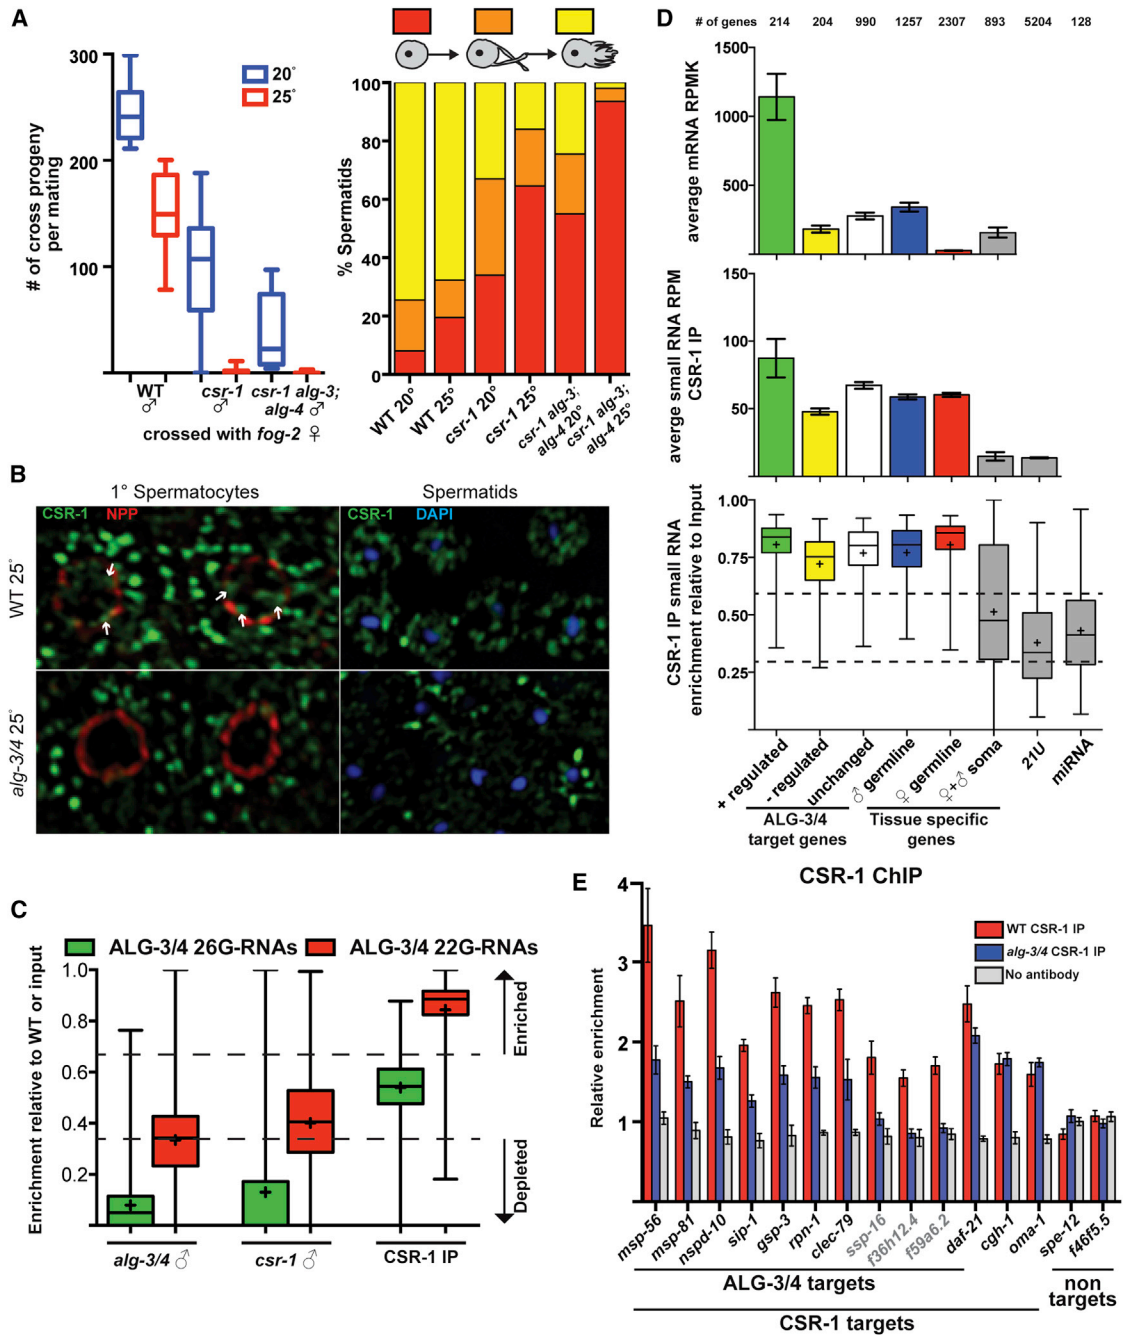 A
300
200
100
# of cross progeny
per mating
20°
25°
WT
♂
csr-1
♂
csr-1 alg-3;
alg-4 ♂
crossed with fog-2 ♀
100
80
60
40
20
0
% Spermatids
WT 20°
WT 25°
csr-1 20°
csr-1 25°
csr-1 alg-3;
alg-4 20°
csr-1 alg-3;
alg-4 25°
B
1° Spermatocytes
Spermatids
CSR-1 NPP
CSR-1 DAPI
WT 25°
alg-3/4 25°
C
ALG-3/4 26G-RNAs
ALG-3/4 22G-RNAs
1.0
0.8
0.6
0.4
0.2
Enrichment relative to WT or input
Enriched
Depleted
alg-3/4 ♂
csr-1 ♂
CSR-1 IP
D
# of genes 214 204 990 1257 2307 893 5204 128
1500
1000
500
average mRNA RPMK
150
100
50
averge small RNA RPM
CSR-1 IP
1.00
0.75
0.50
0.25
CSR-1 IP small RNA
enrichment relative to Input
+ regulated
- regulated
unchanged
♂ germline
♀ germline
♀+♂ soma
21U
miRNA
ALG-3/4
target genes
Tissue specific
genes
E
CSR-1 ChIP
4
3
2
1
Relative enrichment
WT CSR-1 IP
alg-3/4 CSR-1 IP
No antibody
msp-56
msp-81
nspd-10
sip-1
gsp-3
rpn-1
clec-79
ssp-16
f36h12.4
f59a6.2
daf-21
cgh-1
oma-1
spe-12
f46f5.5
ALG-3/4 targets
non
targets
CSR-1 targets